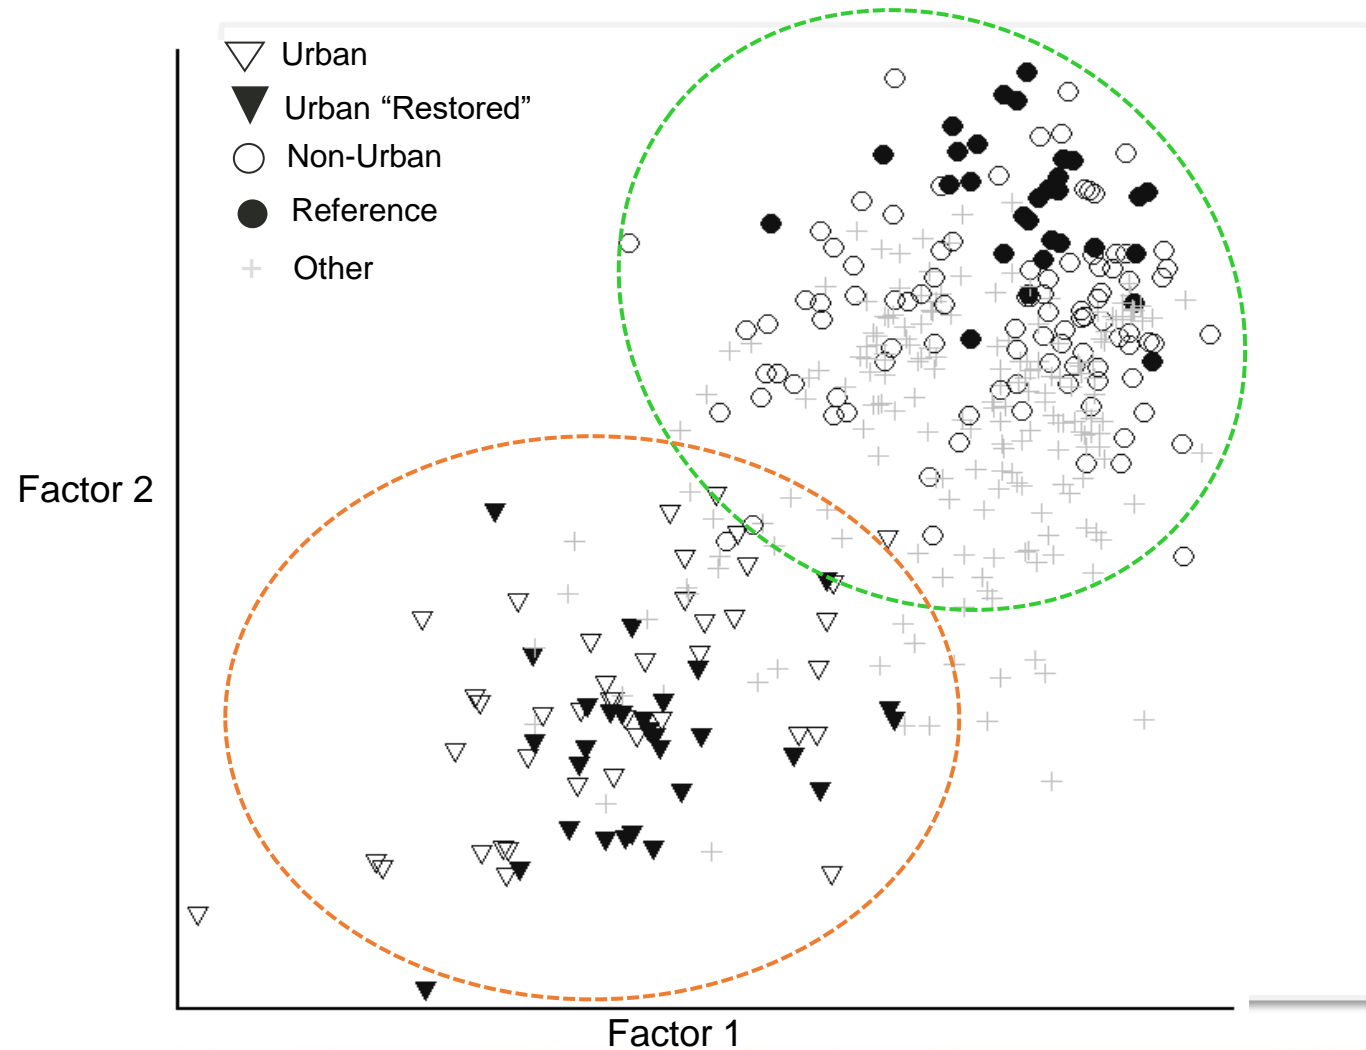 Urban
Urban “Restored”
Non-Urban
Reference
Other
Factor 2
Factor 1